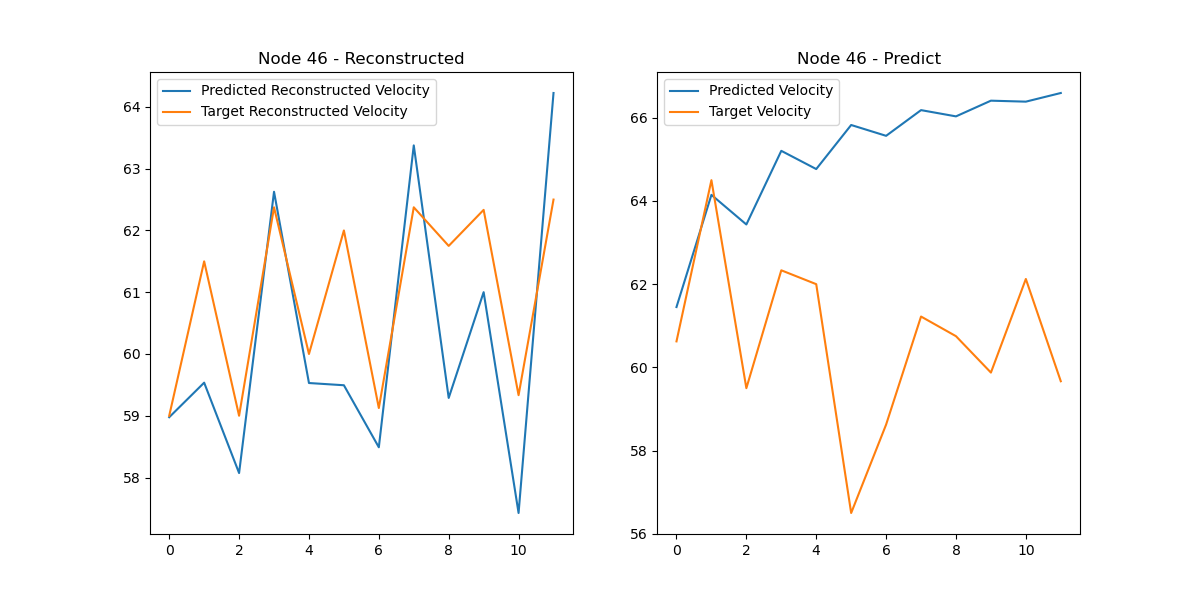 Node 46 - Reconstructed
Predicted Reconstructed Velocity
Target Reconstructed Velocity
64
63
62
61
60
59
58
0 2 4 6 8 10
Node 46 - Predict
Predicted Velocity
Target Velocity
66
64
62
60
58
56
0 2 4 6 8 10